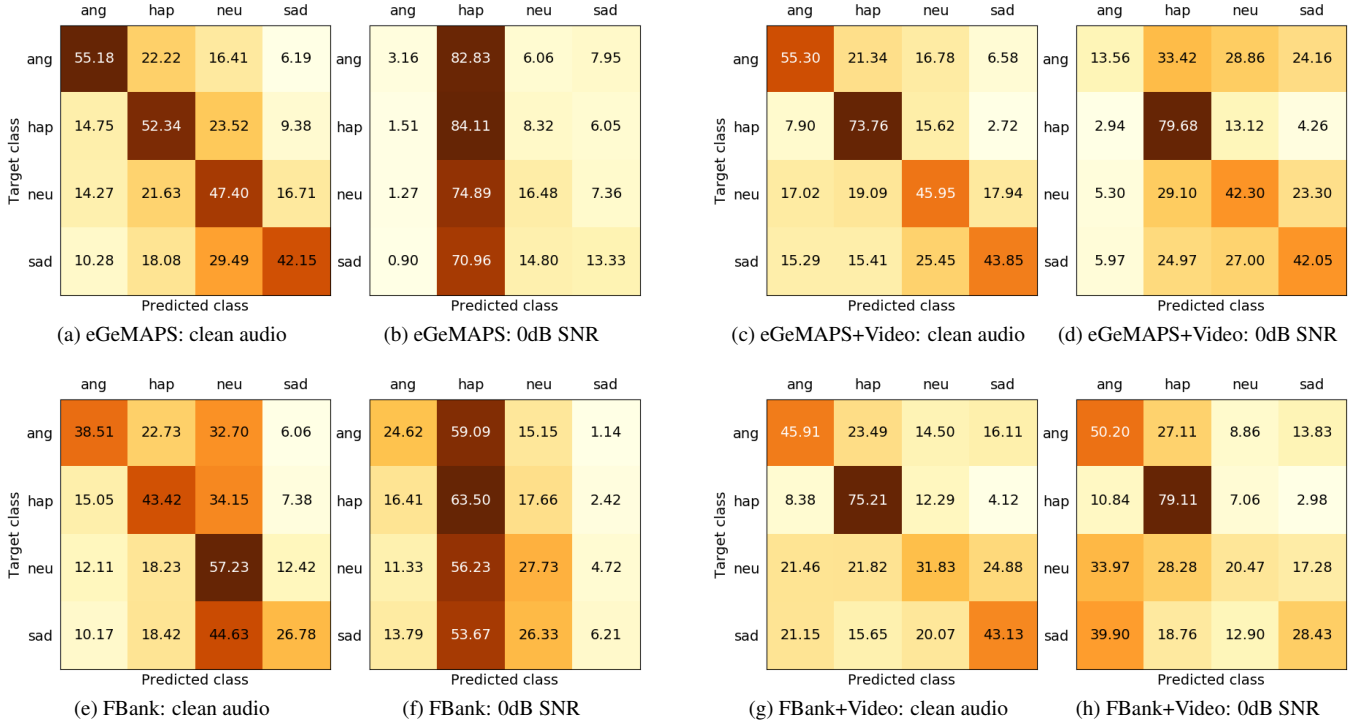 ang hap neu sad
ang 55.18 22.22 16.41 6.19
hap 14.75 52.34 23.52 9.38
neu 14.27 21.63 47.40 16.71
sad 10.28 18.08 29.49 42.15
Target class
Predicted class
(a) eGeMAPS: clean audio
ang hap neu sad
ang 3.16 82.83 6.06 7.95
hap 1.51 84.11 8.32 6.05
neu 1.27 74.89 16.48 7.36
sad 0.90 70.96 14.80 13.33
Predicted class
(b) eGeMAPS: 0dB SNR
ang hap neu sad
ang 55.30 21.34 16.78 6.58
hap 7.90 73.76 15.62 2.72
neu 17.02 19.09 45.95 17.94
sad 15.29 15.41 25.45 43.85
Target class
Predicted class
(c) eGeMAPS+Video: clean audio
ang hap neu sad
ang 13.56 33.42 28.86 24.16
hap 2.94 79.68 13.12 4.26
neu 5.30 29.10 42.30 23.30
sad 5.97 24.97 27.00 42.05
Predicted class
(d) eGeMAPS+Video: 0dB SNR
ang hap neu sad
ang 38.51 22.73 32.70 6.06
hap 15.05 43.42 34.15 7.38
neu 12.11 18.23 57.23 12.42
sad 10.17 18.42 44.63 26.78
Target class
Predicted class
(e) FBank: clean audio
ang hap neu sad
ang 24.62 59.09 15.15 1.14
hap 16.41 63.50 17.66 2.42
neu 11.33 56.23 27.73 4.72
sad 13.79 53.67 26.33 6.21
Predicted class
(f) FBank: 0dB SNR
ang hap neu sad
ang 45.91 23.49 14.50 16.11
hap 8.38 75.21 12.29 4.12
neu 21.46 21.82 31.83 24.88
sad 21.15 15.65 20.07 43.13
Target class
Predicted class
(g) FBank+Video: clean audio
ang hap neu sad
ang 50.20 27.11 8.86 13.83
hap 10.84 79.11 7.06 2.98
neu 33.97 28.28 20.47 17.28
sad 39.90 18.76 12.90 28.43
Predicted class
(h) FBank+Video: 0dB SNR